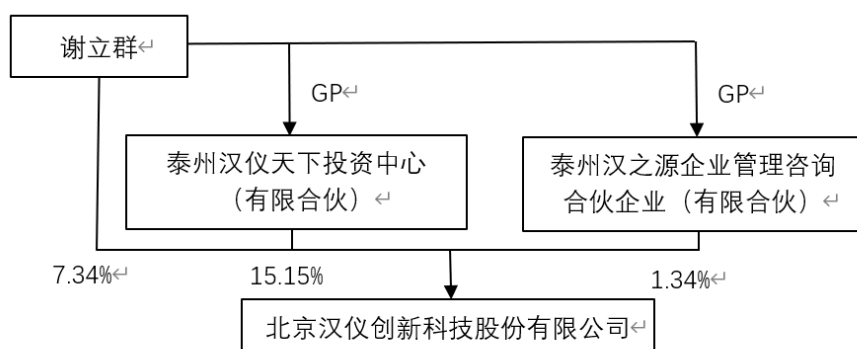 谢立群
GP
GP
泰州汉仪天下投资中心
（有限合伙）
泰州汉之源企业管理咨询
合伙企业（有限合伙）
7.34%
15.15%
1.34%
北京汉仪创新科技股份有限公司